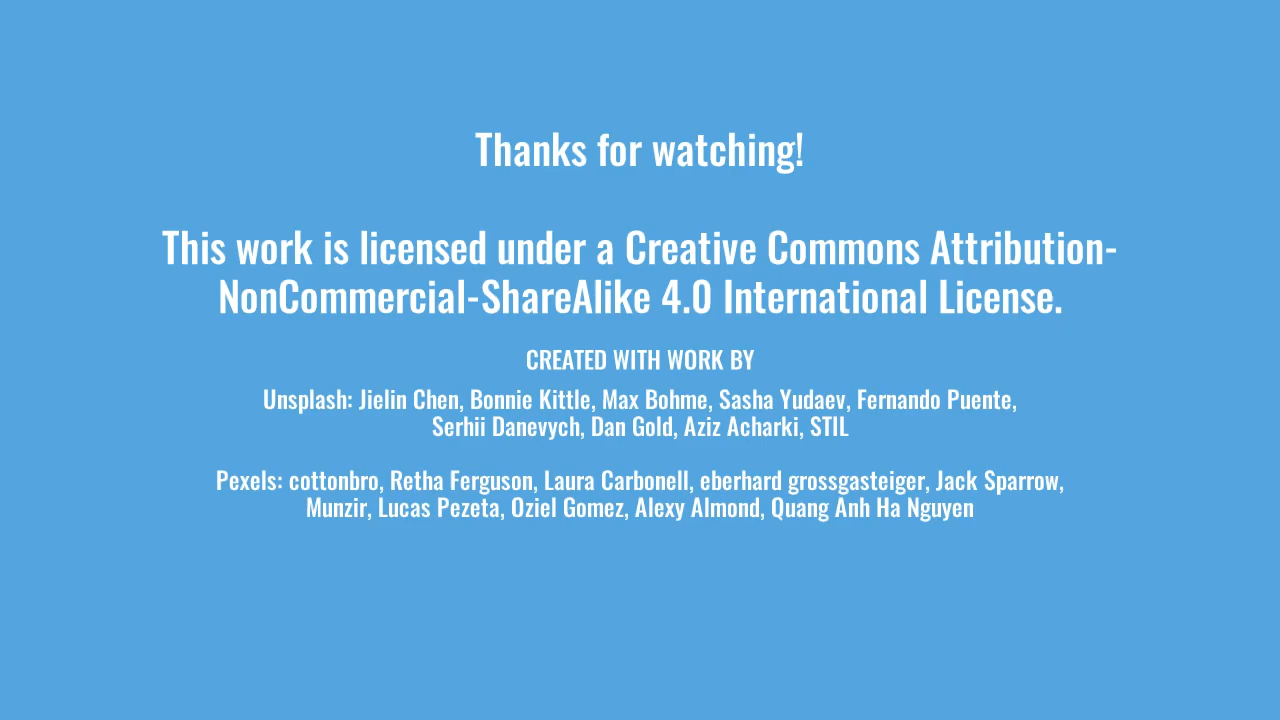 Thanks for watching!
This work is licensed under a Creative Commons Attribution-
NonCommercial-ShareAlike 4.0 International License.
CREATED WITH WORK BY
Unsplash: Jielin Chen, Bonnie Kittle, Max Bohme, Sasha Yudaev, Fernando Puente,
Serhii Danevych, Dan Gold, Aziz Acharki, STIL
Pexels: cottonbro, Retha Ferguson, Laura Carbonell, eberhard grossgasteiger, Jack Sparrow,
Munzir, Lucas Pezeta, Oziel Gomez, Alexy Almond, Quang Anh Ha Nguyen